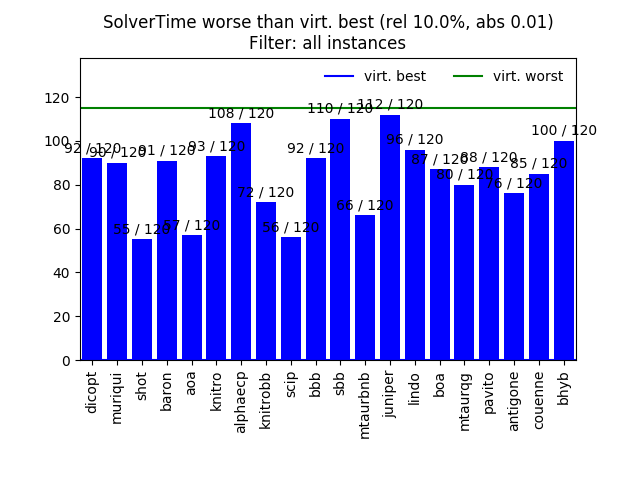 SolverTime worse than virt. best (rel 10.0%, abs 0.01)
Filter: all instances
virt. best
virt. worst
120
100
80
60
40
20
0
92 / 120
90 / 120
55 / 120
91 / 120
57 / 120
93 / 120
108 / 120
72 / 120
56 / 120
92 / 120
110 / 120
66 / 120
112 / 120
96 / 120
87 / 120
80 / 120
88 / 120
76 / 120
85 / 120
100 / 120
dicopt
muriqui
shot
baron
aoa
knitro
alphaecp
knitrobb
scip
bbb
sbb
mtaurbnb
juniper
lindo
boa
mtaurqg
pavito
antigone
couenne
bhyb